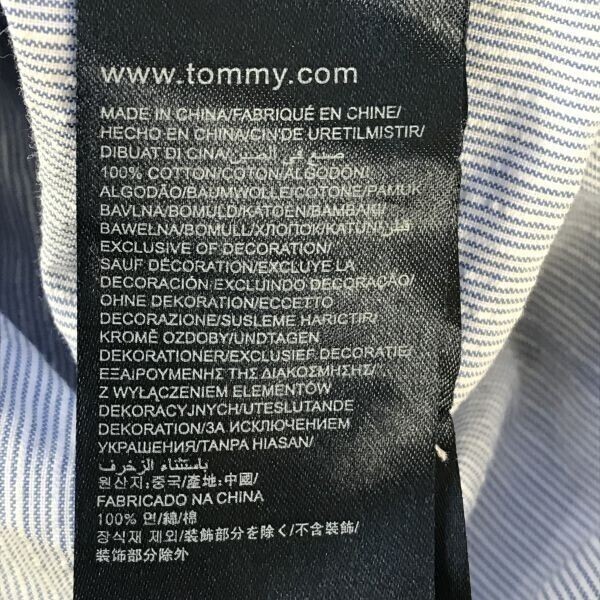 www.tommy.com
MADE IN CHINA/FABRIQUÉ EN CHINE/
HECHO EN CHINA/CIN'DE URETILMISTIR/
DIBUAT DI CINA/صنع في الصين
100% COTTON/COTON/ALGODON/
ALGODÃO/BAUMWOLLE/COTONE/PAMUK
BAVLNA/BOMULD/KATOEN/BAMBAKI/
BAWEŁNA/BOMULL/ХЛОПОК/KATUN/قطن
EXCLUSIVE OF DECORATION/
SAUF DÉCORATION/EXCLUYE LA
DECORACIÓN/EXCLUINDO DECORAÇÃO/
OHNE DEKORATION/ECCETTO
DECORAZIONE/SUSLEME HARICTIR/
KROMĚ OZDOBY/UNDTAGEN
DEKORATIONER/EXCLUSIEF DECORATIE/
ΕΞΑΙΡΟΥΜΕΝΗΣ ΤΗΣ ΔΙΑΚΟΣΜΗΣΗΣ/
Z WYŁĄCZENIEM ELEMENTÓW
DEKORACYJNYCH/UTESLUTANDE
DEKORATION/ЗА ИСКЛЮЧЕНИЕМ
УКРАШЕНИЯ/TANPA HIASAN/
باستثناء الزخرف
원산지:중국/產地:中國/
FABRICADO NA CHINA
100% 면/綿/棉
장식재 제외/装飾部分を除く/不含裝飾/
装饰部分除外